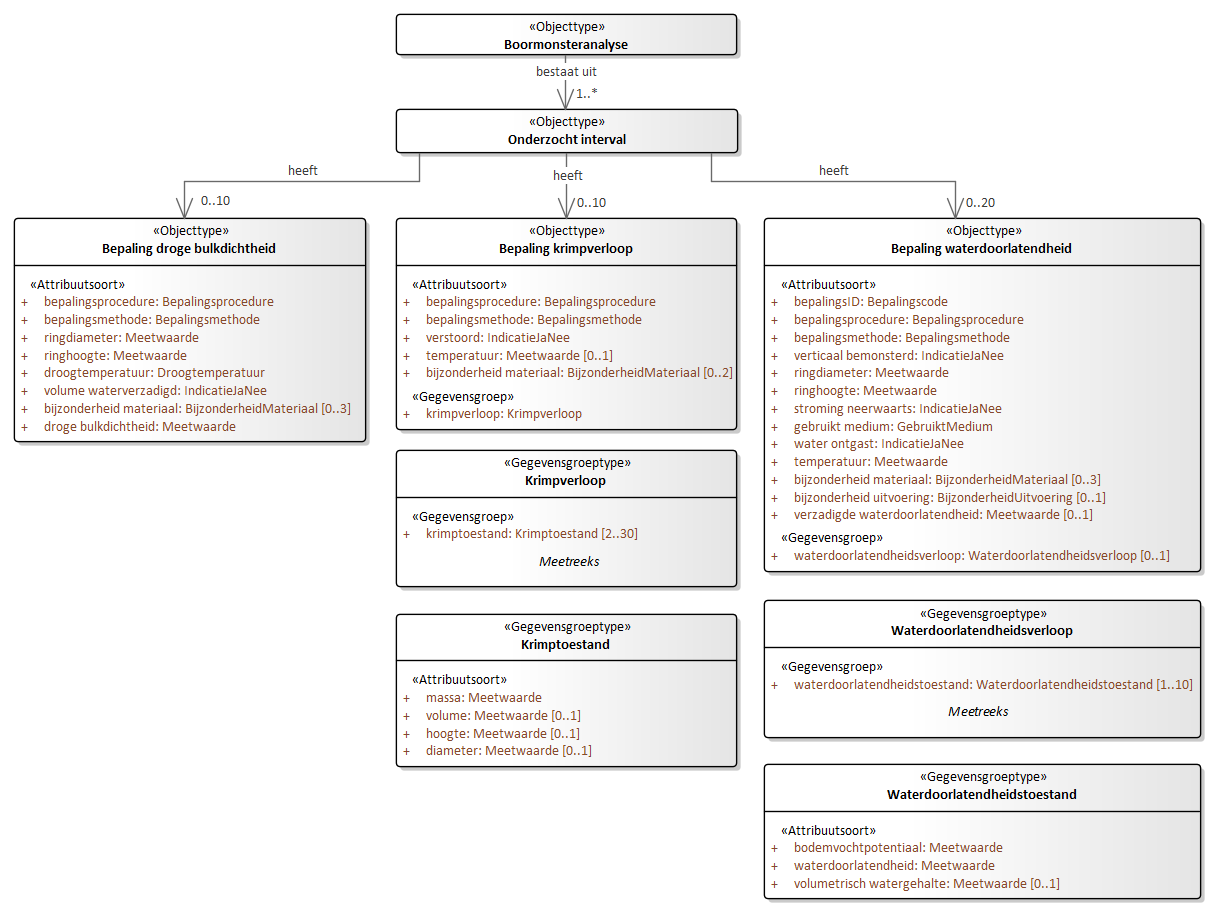 «Objecttype»
Boormonsteranalyse
bestaat uit
1..*
«Objecttype»
Onderzocht interval
heeft
0..10
heeft
0..10
heeft
0..20
«Objecttype»
Bepaling droge bulkdichtheid
«Attribuutsoort»
+ bepalingsprocedure: Bepalingsprocedure
+ bepalingsmethode: Bepalingsmethode
+ ringdiameter: Meetwaarde
+ ringhoogte: Meetwaarde
+ droogtemperatuur: Droogtemperatuur
+ volume waterverzadigd: IndicatieJaNee
+ bijzonderheid materiaal: BijzonderheidMateriaal [0..3]
+ droge bulkdichtheid: Meetwaarde
«Objecttype»
Bepaling krimpverloop
«Attribuutsoort»
+ bepalingsprocedure: Bepalingsprocedure
+ bepalingsmethode: Bepalingsmethode
+ verstoord: IndicatieJaNee
+ temperatuur: Meetwaarde [0..1]
+ bijzonderheid materiaal: BijzonderheidMateriaal [0..2]
«Gegevensgroep»
+ krimpverloop: Krimpverloop
«Gegevensgroeptype»
Krimpverloop
«Gegevensgroep»
+ krimptoestand: Krimptoestand [2..30]
Meetreeks
«Gegevensgroeptype»
Krimptoestand
«Attribuutsoort»
+ massa: Meetwaarde
+ volume: Meetwaarde [0..1]
+ hoogte: Meetwaarde [0..1]
+ diameter: Meetwaarde [0..1]
«Objecttype»
Bepaling waterdoorlatendheid
«Attribuutsoort»
+ bepalingsID: Bepalingscode
+ bepalingsprocedure: Bepalingsprocedure
+ bepalingsmethode: Bepalingsmethode
+ verticaal bemonsterd: IndicatieJaNee
+ ringdiameter: Meetwaarde
+ ringhoogte: Meetwaarde
+ stroming neerwaarts: IndicatieJaNee
+ gebruikt medium: GebruiktMedium
+ water ontgast: IndicatieJaNee
+ temperatuur: Meetwaarde
+ bijzonderheid materiaal: BijzonderheidMateriaal [0..3]
+ bijzonderheid uitvoering: BijzonderheidUitvoering [0..1]
+ verzadigde waterdoorlatendheid: Meetwaarde [0..1]
«Gegevensgroep»
+ waterdoorlatendheidsverloop: Waterdoorlatendheidsverloop [0..1]
«Gegevensgroeptype»
Waterdoorlatendheidsverloop
«Gegevensgroep»
+ waterdoorlatendheidstoestand: Waterdoorlatendheidstoestand [1..10]
Meetreeks
«Gegevensgroeptype»
Waterdoorlatendheidstoestand
«Attribuutsoort»
+ bodemvochtpotentiaal: Meetwaarde
+ waterdoorlatendheid: Meetwaarde
+ volumetrisch watergehalte: Meetwaarde [0..1]